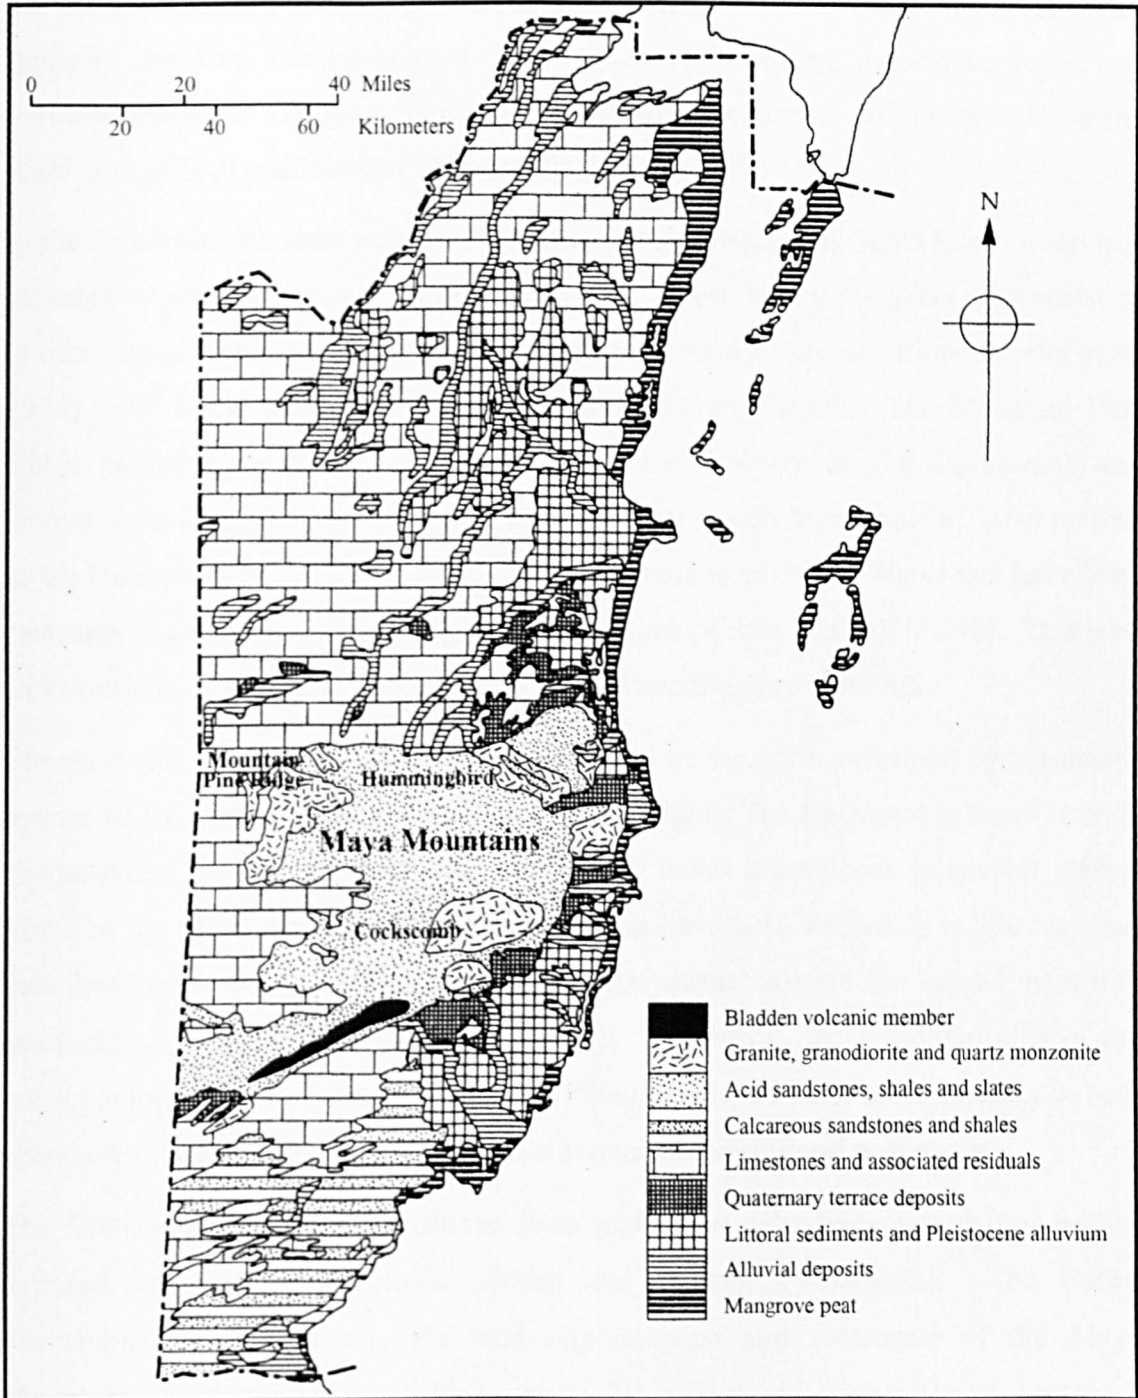 0 20 40 Miles
20 40 60 Kilometers
N
Mountain
Pine Ridge
Hummingbird
Maya Mountains
Cockscomb
Bladden volcanic member
Granite, granodiorite and quartz monzonite
Acid sandstones, shales and slates
Calcareous sandstones and shales
Limestones and associated residuals
Quaternary terrace deposits
Littoral sediments and Pleistocene alluvium
Alluvial deposits
Mangrove peat